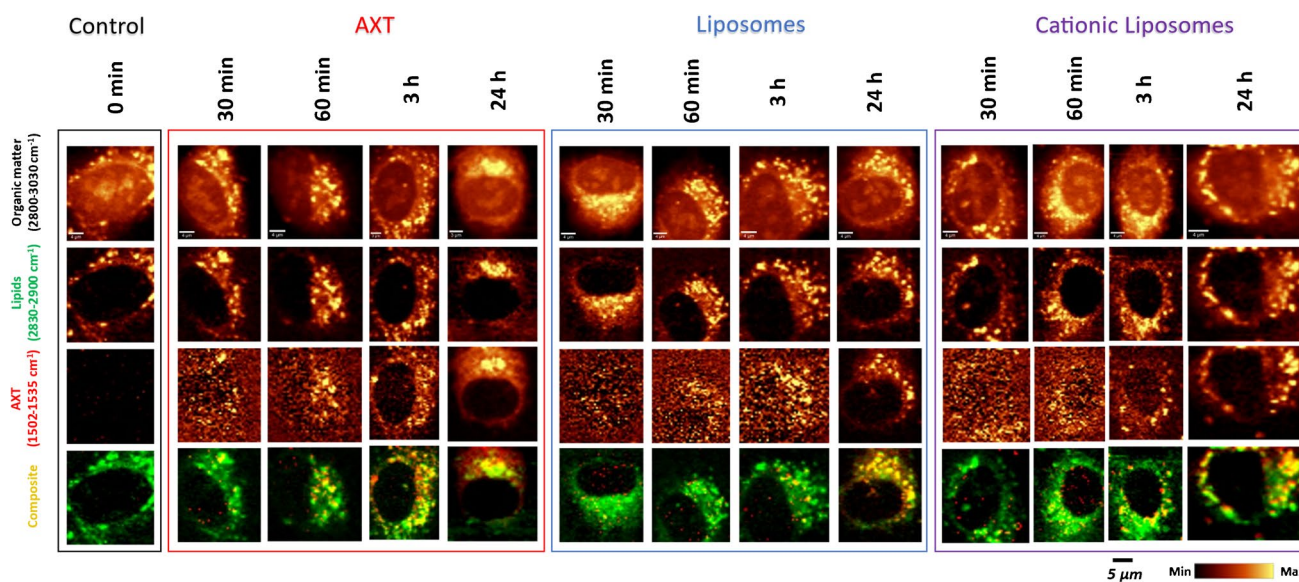 Control AXT Liposomes Cationic Liposomes
0 min 30 min 60 min 3 h 24 h 30 min 60 min 3 h 24 h 30 min 60 min 3 h 24 h
Organic matter
(2800-3030 cm⁻¹)
Lipids
(2830-2900 cm⁻¹)
AXT
(1502-1535 cm⁻¹)
Composite
5 µm
Min Ma